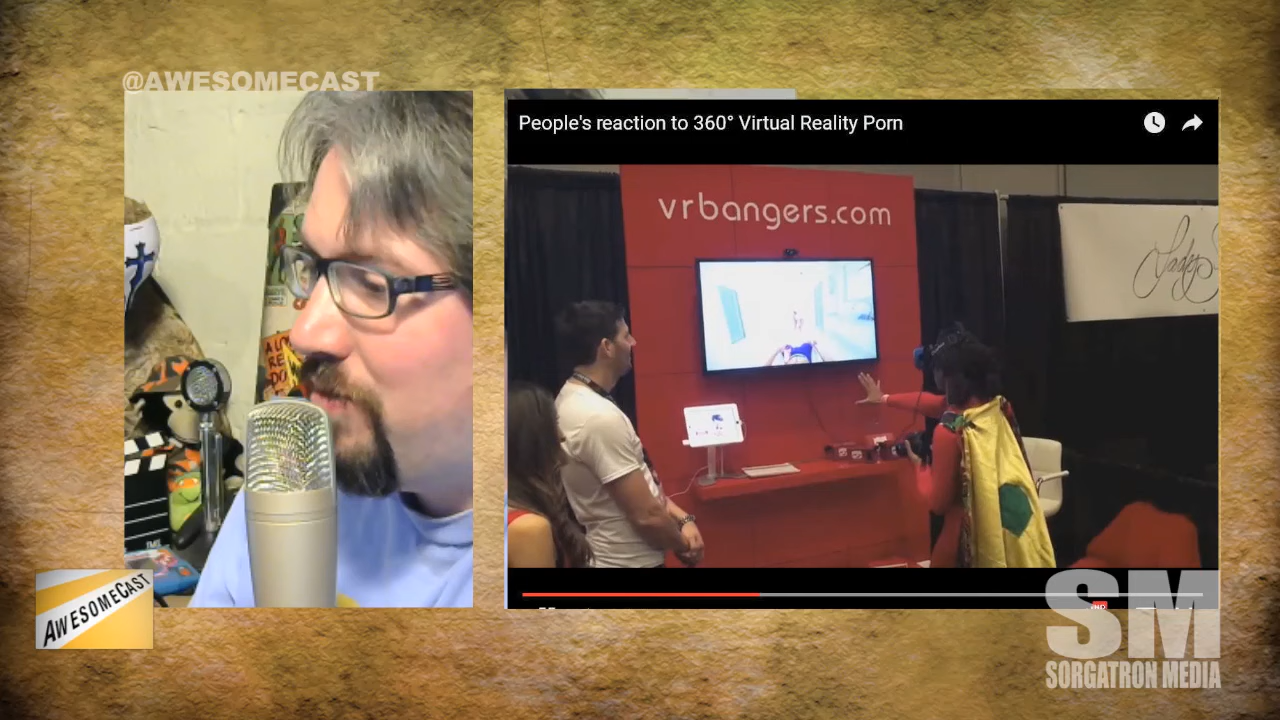 @AWESOMECAST
People's reaction to 360° Virtual Reality Porn
vrbangers.com
AWESOMECAST
SM
SORGATRON MEDIA